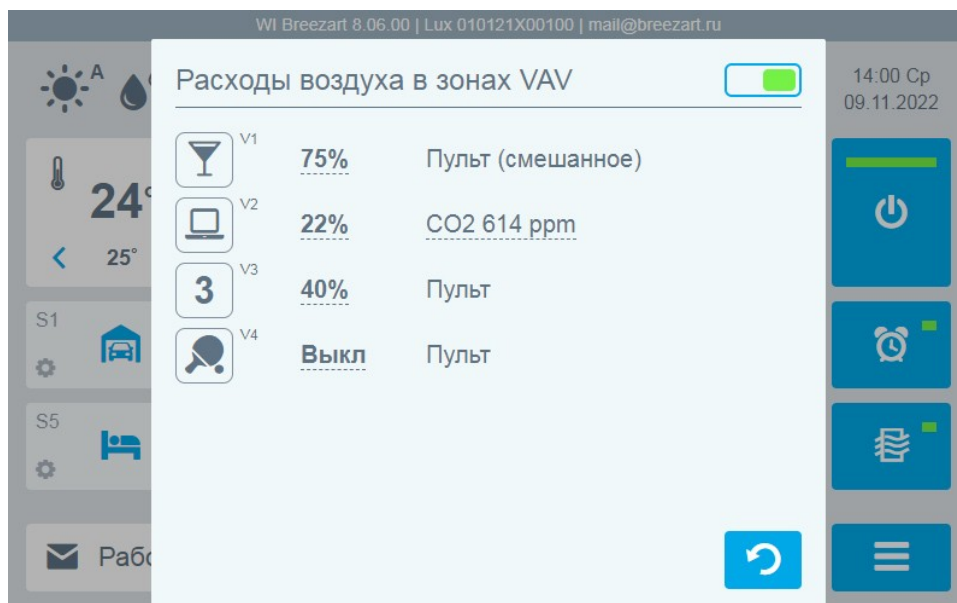 WI Breezart 8.06.00 | Lux 010121X00100 | mail@breezart.ru
A
Расходы воздуха в зонах VAV
14:00 Ср
09.11.2022
V1
75%
Пульт (смешанное)
24°
V2
22%
CO2 614 ppm
25°
3
V3
40%
Пульт
S1
V4
Выкл
Пульт
S5